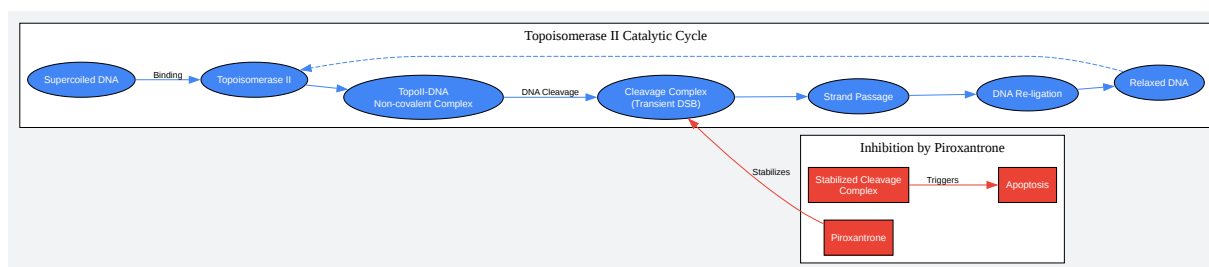 Topoisomerase II Catalytic Cycle
Supercoiled DNA
Binding
Topoisomerase II
TopoII-DNA
Non-covalent Complex
DNA Cleavage
Cleavage Complex
(Transient DSB)
Strand Passage
DNA Re-ligation
Relaxed DNA
Inhibition by Piroxantrone
Stabilizes
Stabilized Cleavage
Complex
Triggers
Apoptosis
Piroxantrone